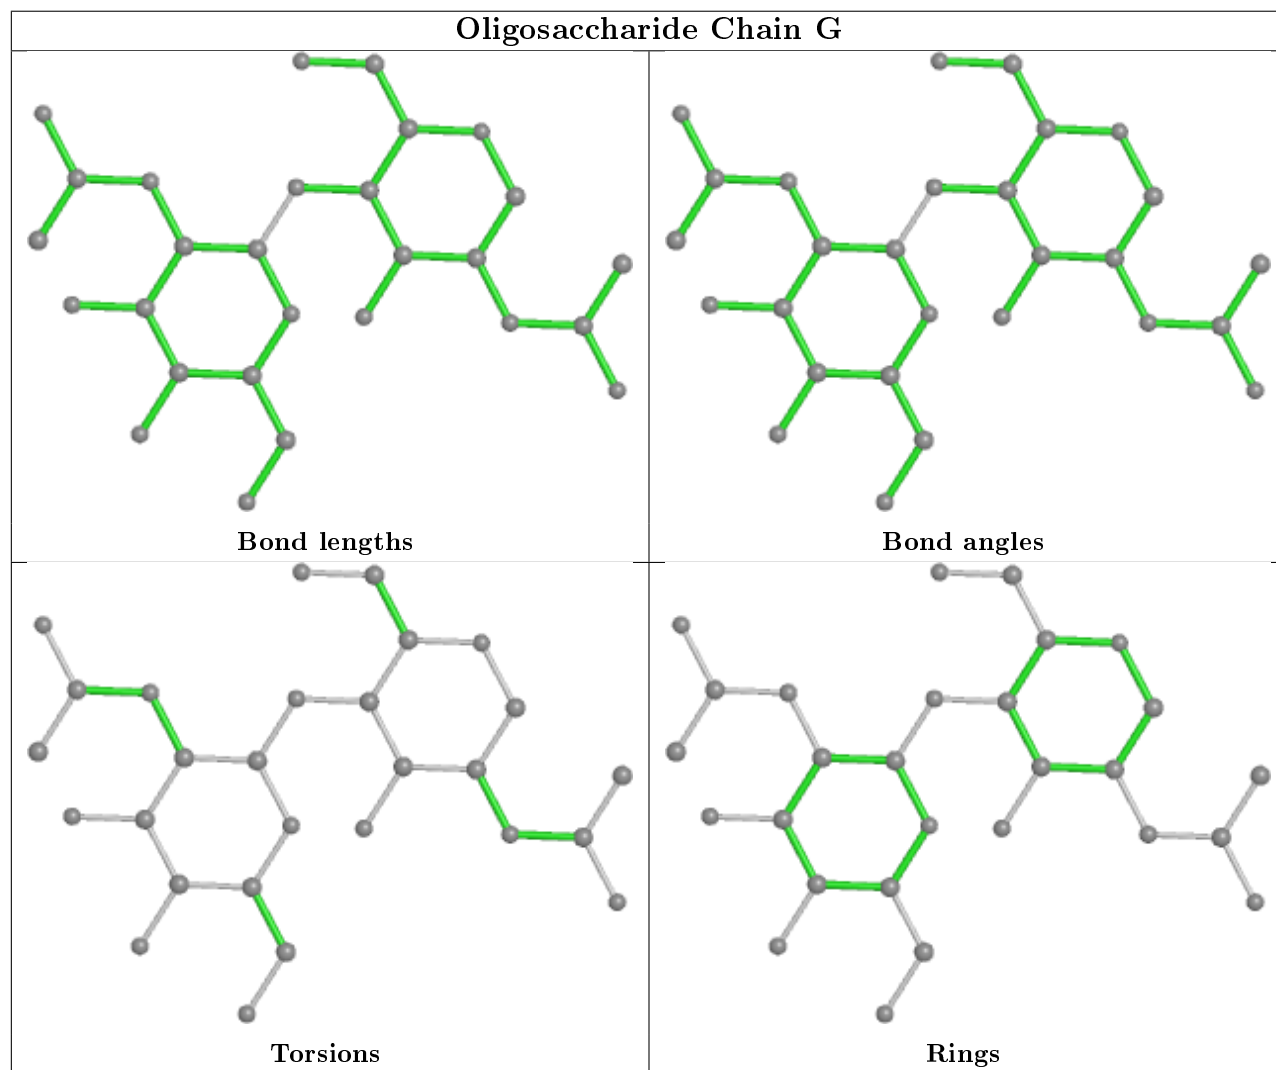 Oligosaccharide Chain G
Bond lengths
Bond angles
Torsions
Rings